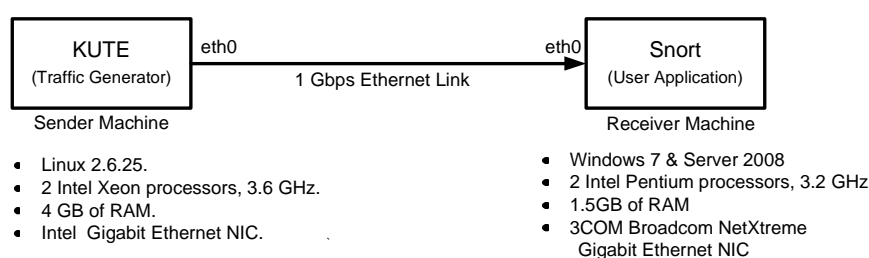 KUTE
(Traffic Generator)
eth0
1 Gbps Ethernet Link
eth0
Snort
(User Application)
Sender Machine
Receiver Machine
• Linux 2.6.25.
• 2 Intel Xeon processors, 3.6 GHz.
• 4 GB of RAM.
• Intel Gigabit Ethernet NIC.
• Windows 7 & Server 2008
• 2 Intel Pentium processors, 3.2 GHz
• 1.5GB of RAM
• 3COM Broadcom NetXtreme
Gigabit Ethernet NIC